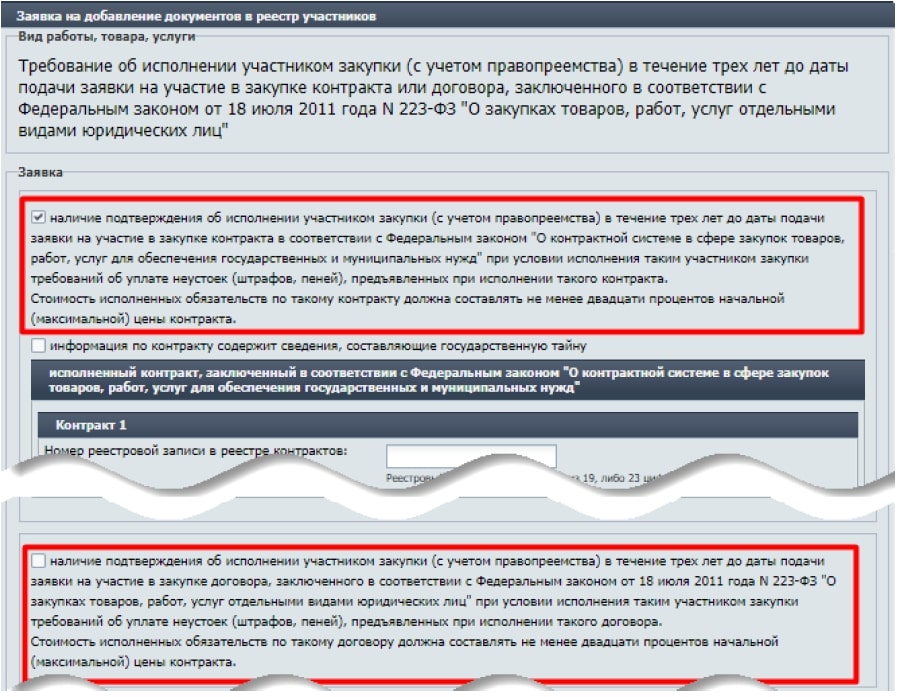 Заявка на добавление документов в реестр участников
Вид работы, товара, услуги
Требование об исполнении участником закупки (с учетом правопреемства) в течение трех лет до даты
подачи заявки на участие в закупке контракта или договора, заключенного в соответствии с
Федеральным законом от 18 июля 2011 года N 223-ФЗ "О закупках товаров, работ, услуг отдельными
видами юридических лиц"
Заявка
наличие подтверждения об исполнении участником закупки (с учетом правопреемства) в течение трех лет до даты подачи
заявки на участие в закупке контракта в соответствии с Федеральным законом "О контрактной системе в сфере закупок товаров,
работ, услуг для обеспечения государственных и муниципальных нужд" при условии исполнения таким участником закупки
требований об уплате неустоек (штрафов, пеней), предъявленных при исполнении такого контракта.
Стоимость исполненных обязательств по такому контракту должна составлять не менее двадцати процентов начальной
(максимальной) цены контракта.
информация по контракту содержит сведения, составляющие государственную тайну
исполненный контракт, заключенный в соответствии с Федеральным законом "О контрактной системе в сфере закупок
товаров, работ, услуг для обеспечения государственных и муниципальных нужд"
Контракт 1
Номер реестровой записи в реестре контрактов:
19, либо 23
наличие подтверждения об исполнении участником закупки (с учетом правопреемства) в течение трех лет до даты подачи
заявки на участие в закупке договора, заключенного в соответствии с Федеральным законом от 18 июля 2011 года N 223-ФЗ "О
закупках товаров, работ, услуг отдельными видами юридических лиц" при условии исполнения таким участником закупки
требований об уплате неустоек (штрафов, пеней), предъявленных при исполнении такого договора.
Стоимость исполненных обязательств по такому договору должна составлять не менее двадцати процентов начальной
(максимальной) цены контракта.